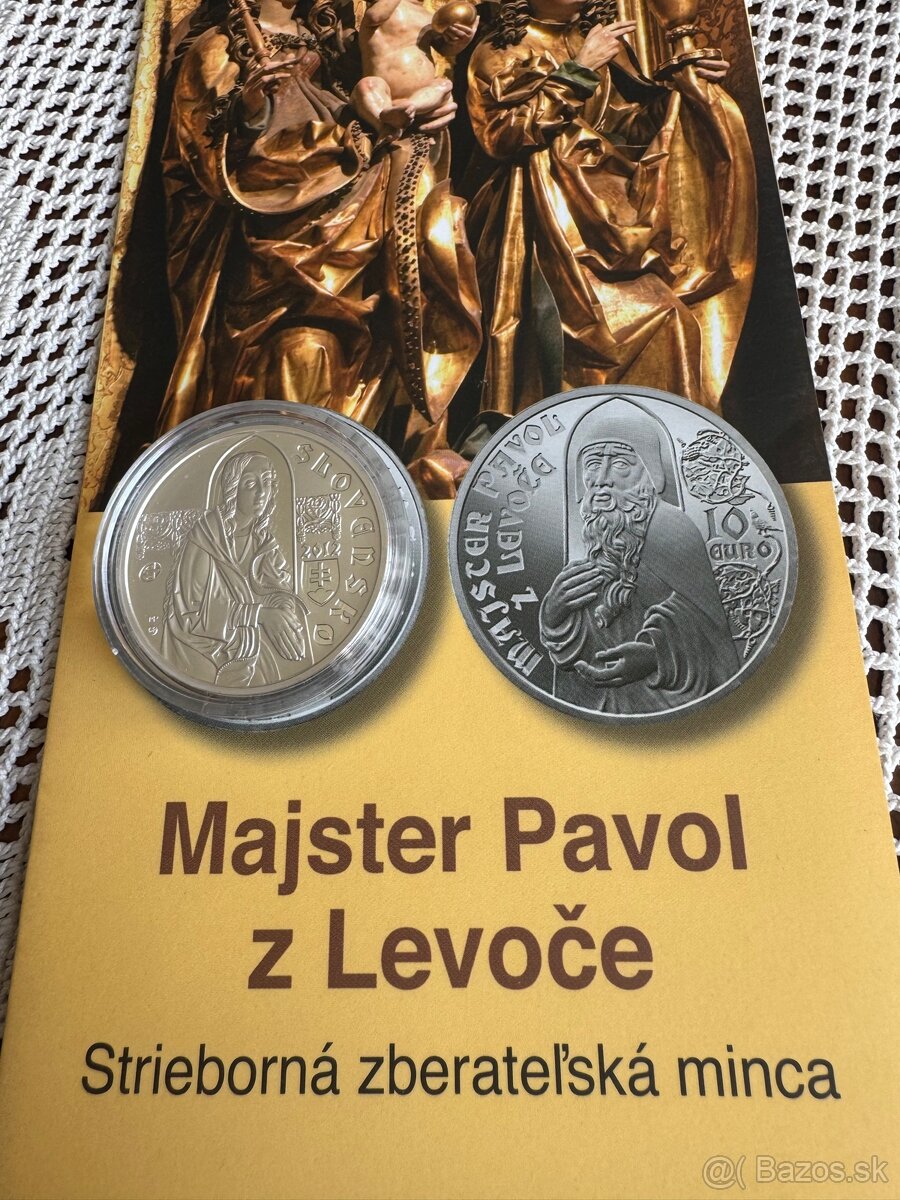 SLOVENSKO
2012
MAJSTER PAVOL
Z LEVOČE
10
EURO
Majster Pavol
z Levoče
Strieborná zberateľská minca
@( Bazos.sk